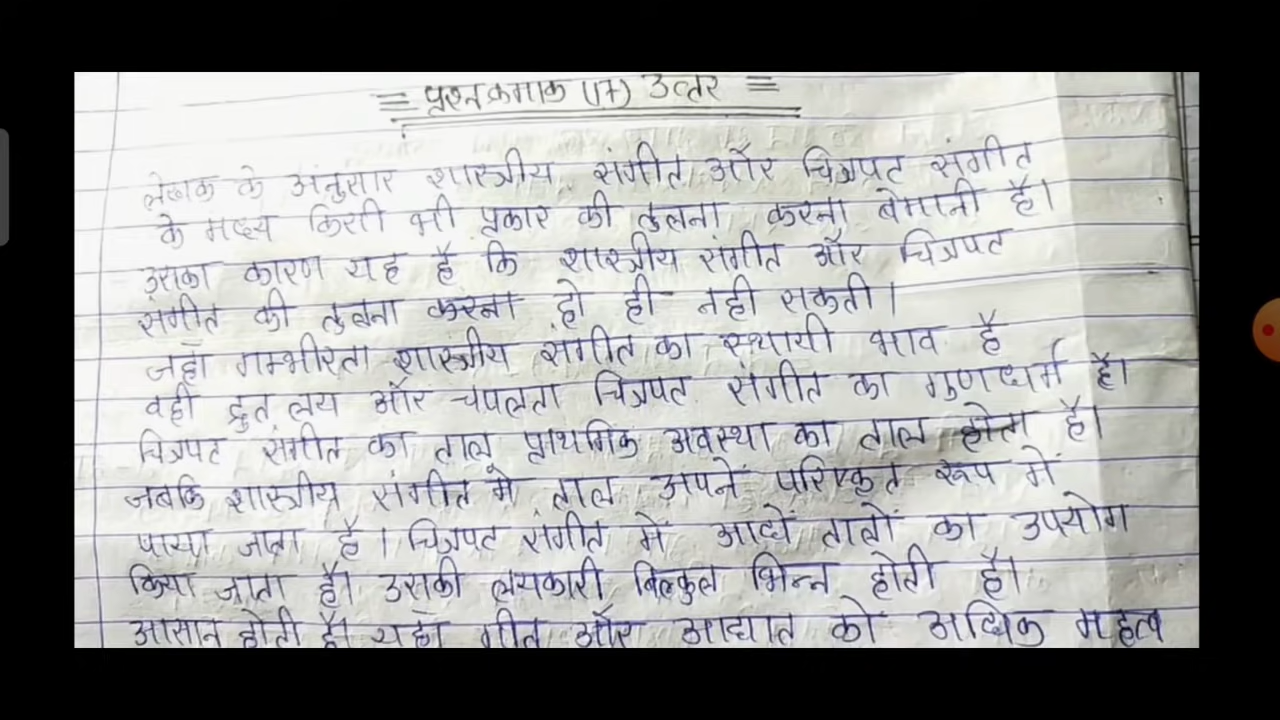 = प्रश्न क्रमाक (17) उत्तर =
लेखक के अंनुसार शास्त्रीय संगीत और चित्रपट संगीत
के मध्य किसी भी प्रकार की तुलना करना बेमानी है।
उसका कारण यह है कि शास्त्रीय संगीत और चित्रपट
संगीत की तुलना करना हो ही नही सकती।
जहाँ गम्भीरता शास्त्रीय संगीत का स्थायी भाव है
वही द्रुत लय और चपलता चित्रपट संगीत का गुणधर्म है।
चित्रपट संगीत का ताल प्राथमिक अवस्था का ताल होता है।
जबकि शास्त्रीय संगीत मे ताल अपने परिष्कृत रूप में
पाया जाता है। चित्रपट संगीत में आधें तालों का उपयोग
किया जाता है। उसकी लयकारी बिल्कुल भिन्न होती है।
आसान होती है। यहाँ गीत और आघात को अधिक महत्व